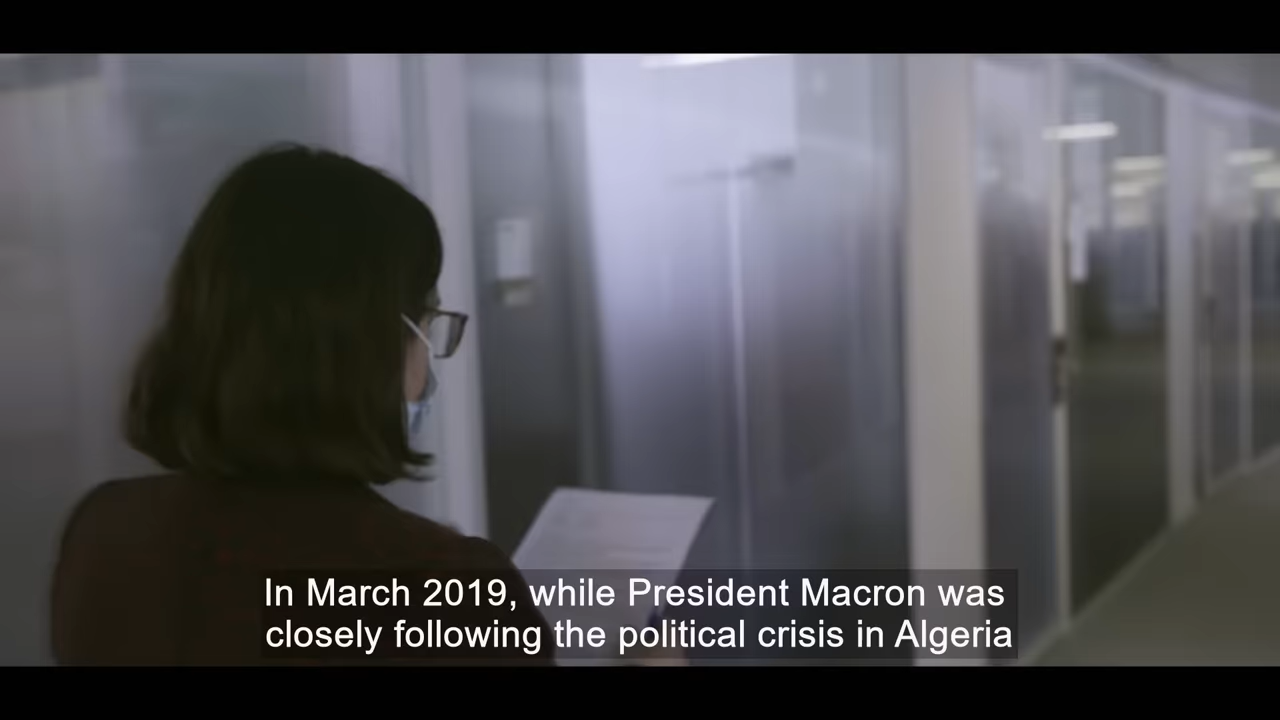 In March 2019, while President Macron was
closely following the political crisis in Algeria